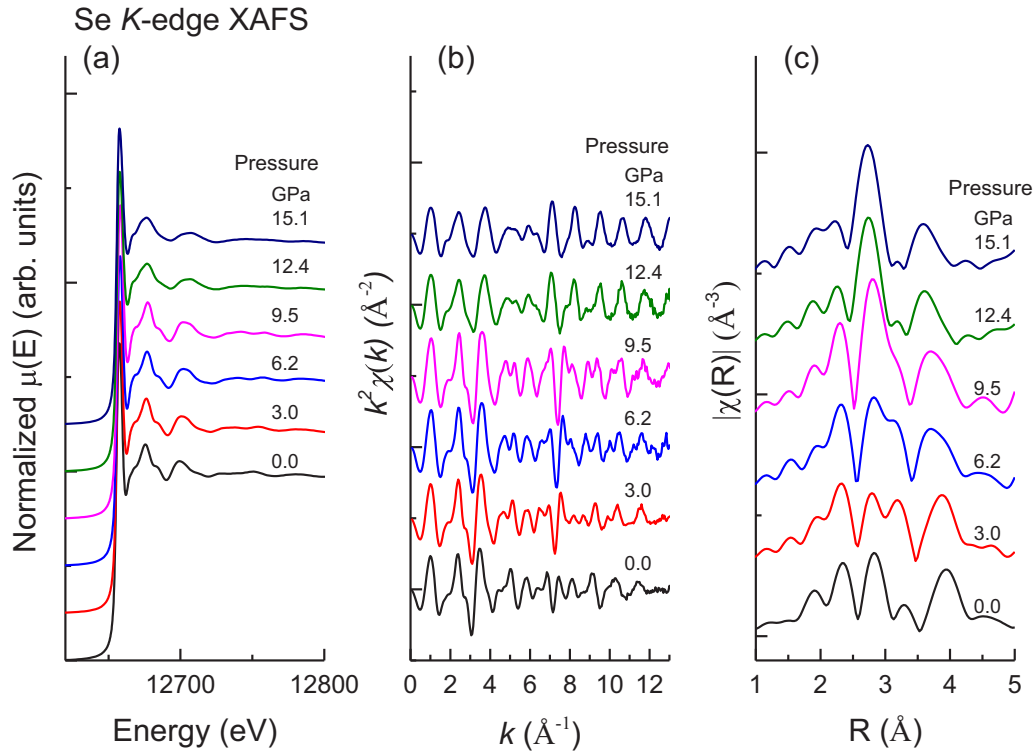 Se K-edge XAFS
(a)
Normalized μ(E) (arb. units)
Pressure
GPa
15.1
12.4
9.5
6.2
3.0
0.0
12700
12800
Energy (eV)
(b)
k²χ(k) (Å⁻²)
Pressure
GPa
15.1
12.4
9.5
6.2
3.0
0.0
0 2 4 6 8 10 12
k (Å⁻¹)
(c)
|χ(R)| (Å⁻³)
Pressure
GPa
15.1
12.4
9.5
6.2
3.0
0.0
1 2 3 4 5
R (Å)